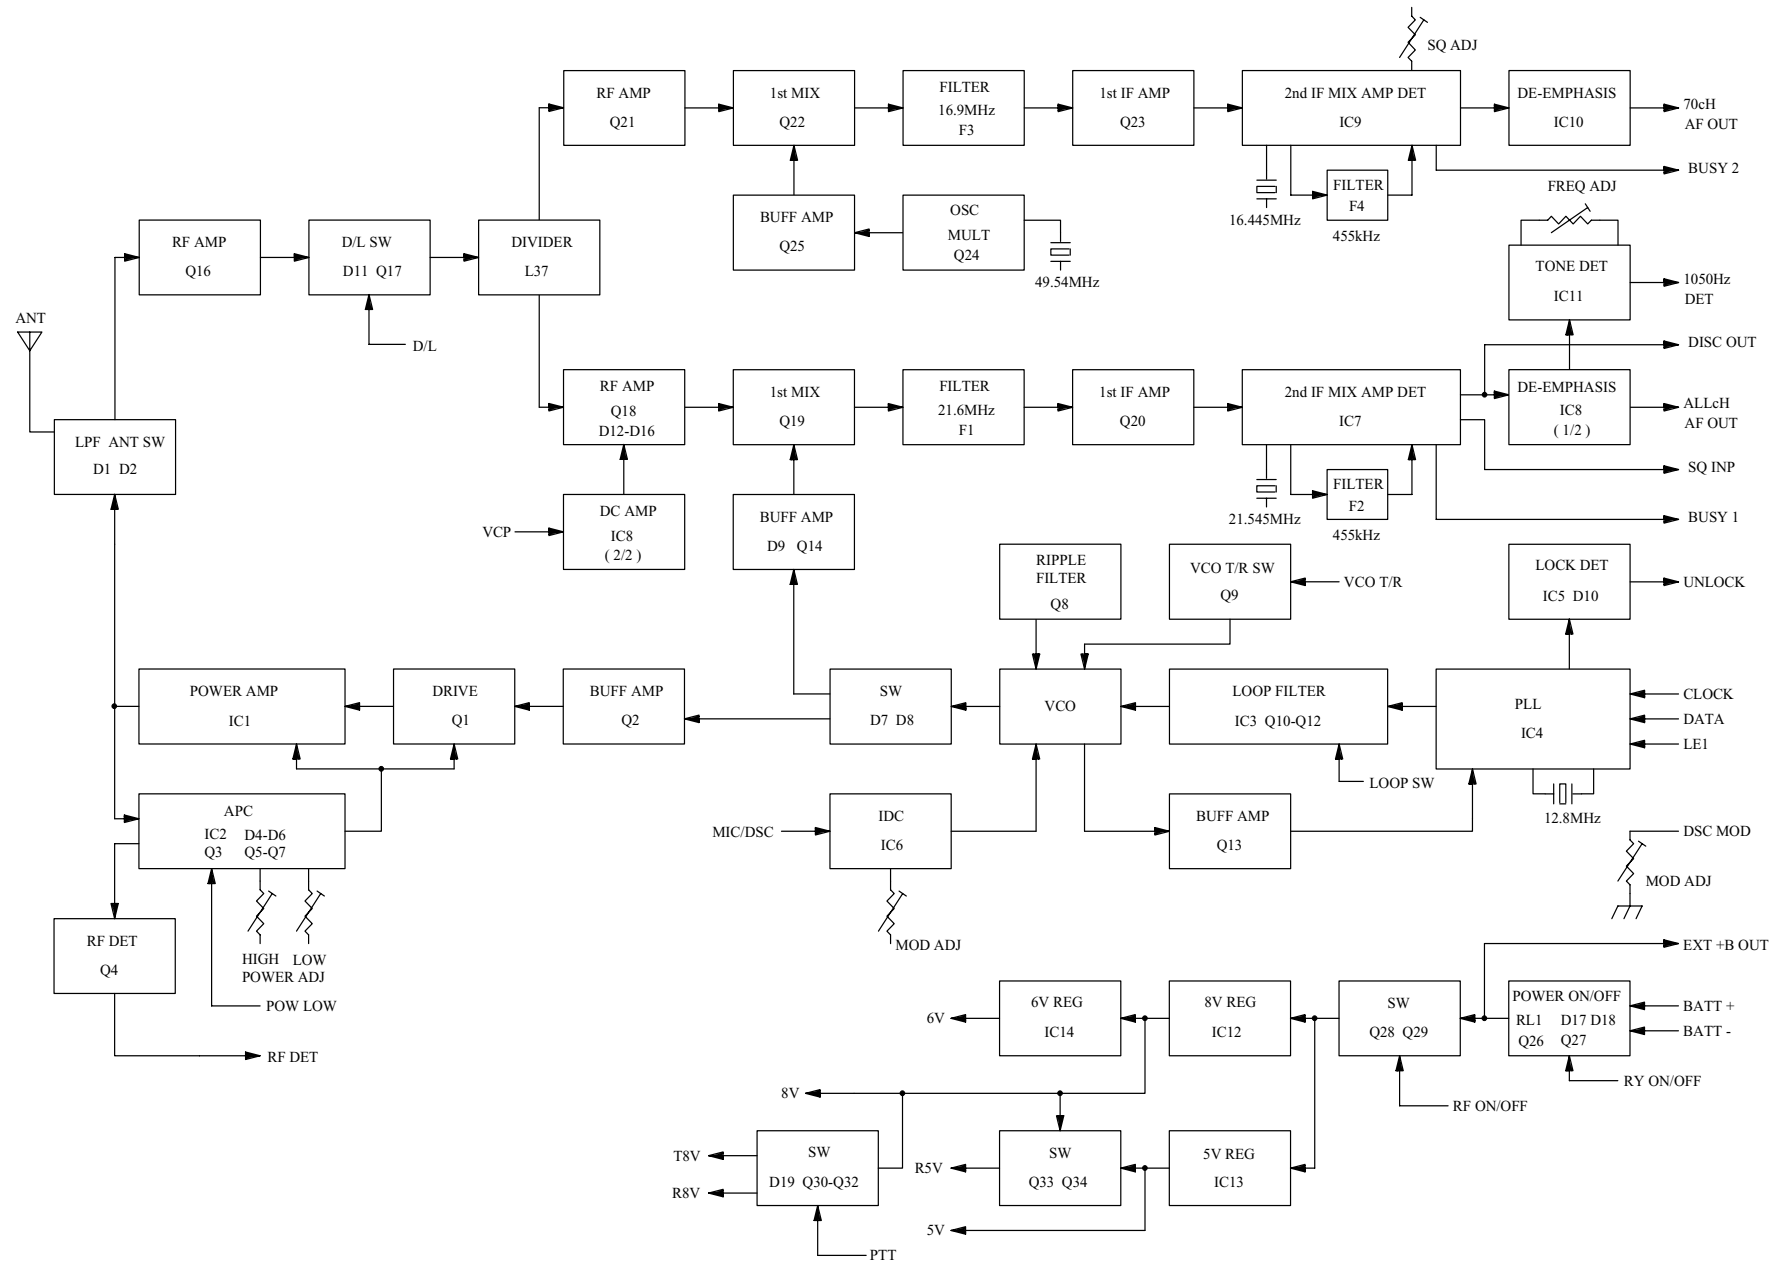 SQ ADJ
RF AMP
Q21
1st MIX
Q22
FILTER
16.9MHz
F3
1st IF AMP
Q23
2nd IF MIX AMP DET
IC9
DE-EMPHASIS
IC10
70cH
AF OUT
BUSY 2
FILTER
F4
16.445MHz
455kHz
FREQ ADJ
BUFF AMP
Q25
OSC
MULT
Q24
49.54MHz
RF AMP
Q16
D/L SW
D11 Q17
DIVIDER
L37
TONE DET
IC11
1050Hz
DET
ANT
D/L
DISC OUT
RF AMP
Q18
D12-D16
1st MIX
Q19
FILTER
21.6MHz
F1
1st IF AMP
Q20
2nd IF MIX AMP DET
IC7
DE-EMPHASIS
IC8
( 1/2 )
ALLcH
AF OUT
LPF ANT SW
D1 D2
SQ INP
FILTER
F2
21.545MHz
455kHz
BUSY 1
VCP
DC AMP
IC8
( 2/2 )
BUFF AMP
D9 Q14
RIPPLE
FILTER
Q8
VCO T/R SW
Q9
VCO T/R
LOCK DET
IC5 D10
UNLOCK
POWER AMP
IC1
DRIVE
Q1
BUFF AMP
Q2
SW
D7 D8
VCO
LOOP FILTER
IC3 Q10-Q12
PLL
IC4
CLOCK
DATA
LE1
LOOP SW
12.8MHz
APC
IC2 D4-D6
Q3 Q5-Q7
MIC/DSC
IDC
IC6
BUFF AMP
Q13
DSC MOD
MOD ADJ
RF DET
Q4
HIGH LOW
POWER ADJ
POW LOW
RF DET
MOD ADJ
EXT +B OUT
6V
6V REG
IC14
8V REG
IC12
SW
Q28 Q29
POWER ON/OFF
RL1 D17 D18
Q26 Q27
BATT +
BATT -
RY ON/OFF
RF ON/OFF
8V
T8V
R8V
SW
D19 Q30-Q32
R5V
SW
Q33 Q34
5V REG
IC13
5V
PTT